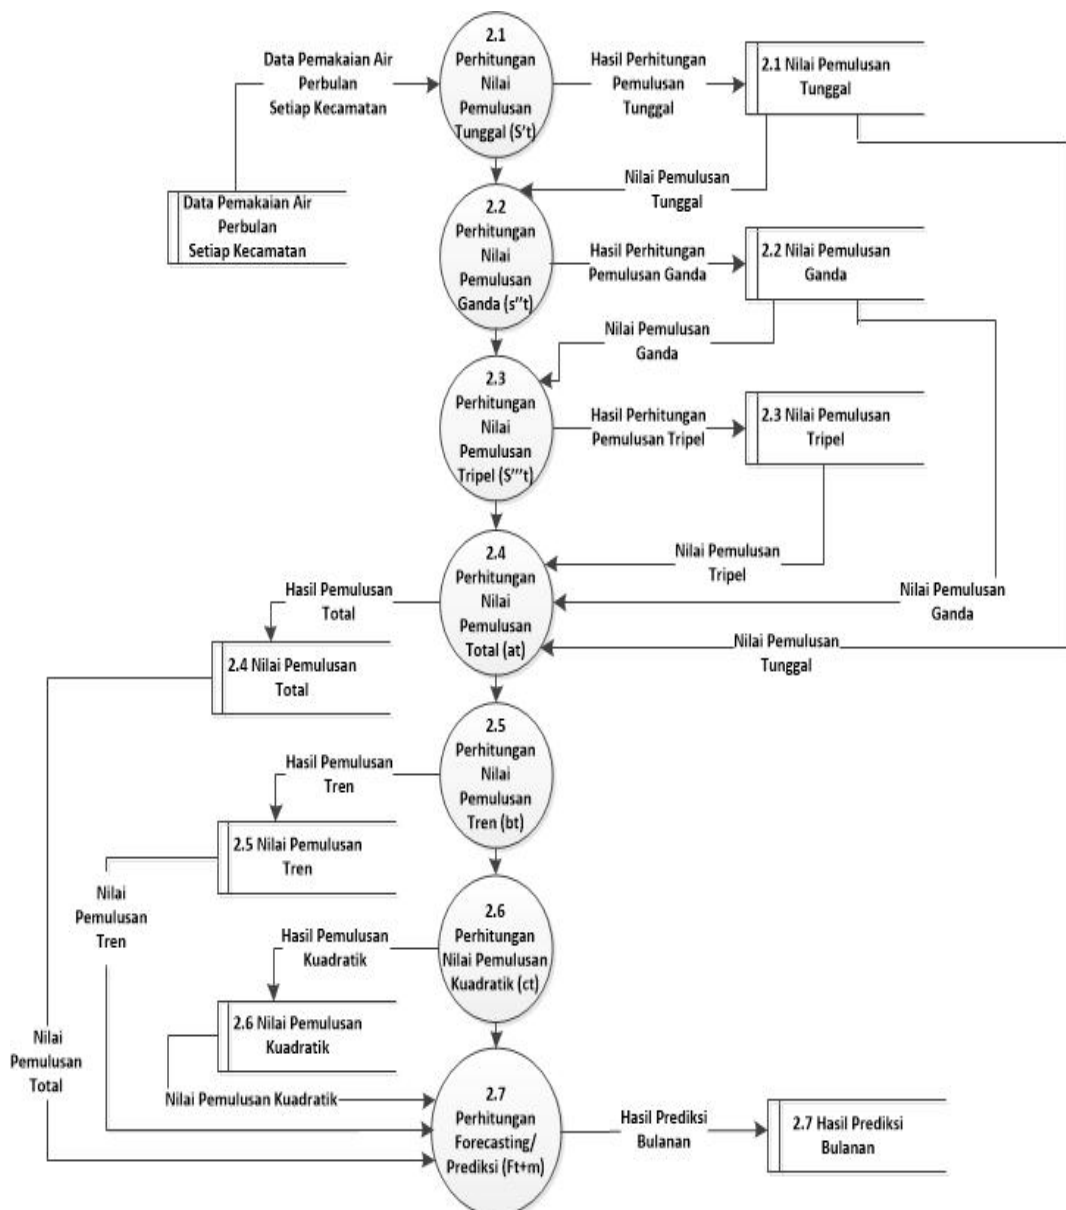 2.1
Perhitungan
Nilai
Pemulusan
Tunggal (S't)
Data Pemakaian Air
Perbulan
Setiap Kecamatan
Hasil Perhitungan
Pemulusan
Tunggal
2.1 Nilai Pemulusan
Tunggal
Nilai Pemulusan
Tunggal
Data Pemakaian Air
Perbulan
Setiap Kecamatan
2.2
Perhitungan
Nilai
Pemulusan
Ganda (s''t)
Hasil Perhitungan
Pemulusan Ganda
2.2 Nilai Pemulusan
Ganda
Nilai Pemulusan
Ganda
2.3
Perhitungan
Nilai
Pemulusan
Tripel (S'''t)
Hasil Perhitungan
Pemulusan Tripel
2.3 Nilai Pemulusan
Tripel
Nilai Pemulusan
Tripel
2.4
Perhitungan
Nilai
Pemulusan
Total (at)
Hasil Pemulusan
Total
Nilai Pemulusan
Ganda
Nilai Pemulusan
Tunggal
2.4 Nilai Pemulusan
Total
2.5
Perhitungan
Nilai
Pemulusan
Tren (bt)
Hasil Pemulusan
Tren
2.5 Nilai Pemulusan
Tren
Nilai
Pemulusan
Tren
2.6
Perhitungan
Nilai Pemulusan
Kuadratik (ct)
Hasil Pemulusan
Kuadratik
2.6 Nilai Pemulusan
Kuadratik
Nilai
Pemulusan
Total
Nilai Pemulusan Kuadratik
2.7
Perhitungan
Forecasting/
Prediksi (Ft+m)
Hasil Prediksi
Bulanan
2.7 Hasil Prediksi
Bulanan